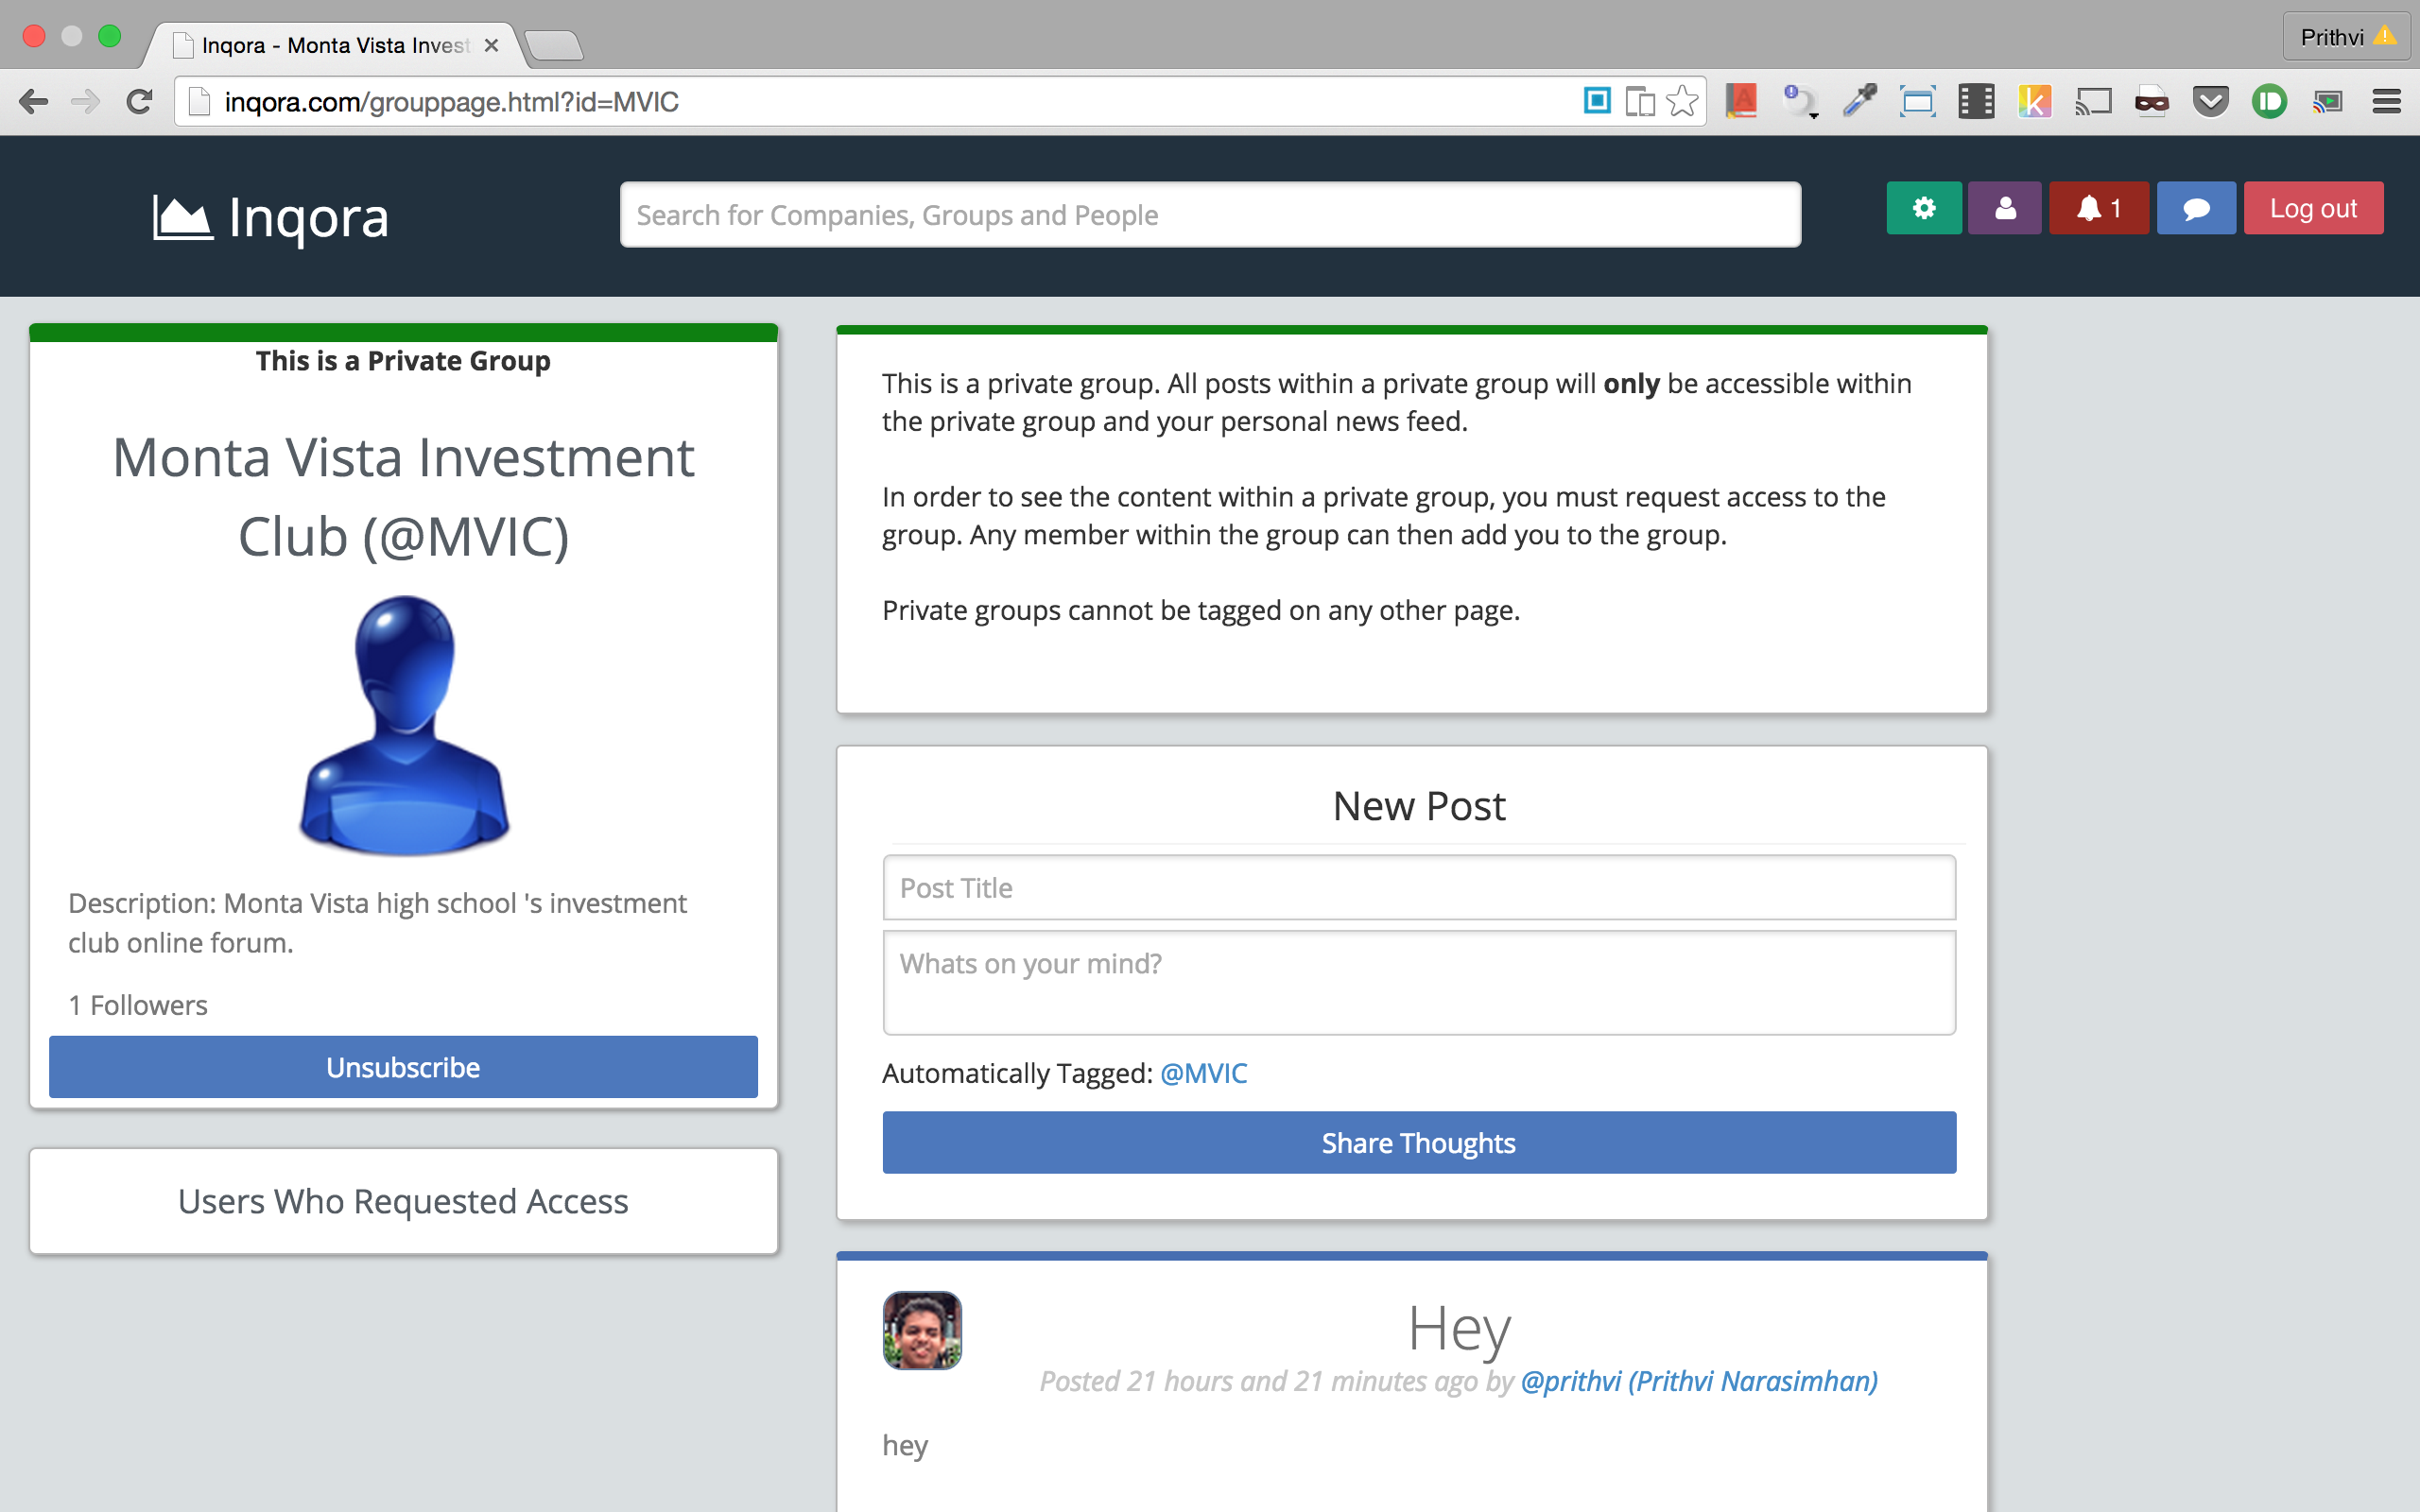 Inqora - Monta Vista Invest
Prithvi
inqora.com/grouppage.html?id=MVIC
Inqora
Search for Companies, Groups and People
1
Log out
This is a Private Group
Monta Vista Investment
Club (@MVIC)
Description: Monta Vista high school 's investment
club online forum.
1 Followers
Unsubscribe
Users Who Requested Access
This is a private group. All posts within a private group will only be accessible within
the private group and your personal news feed.
In order to see the content within a private group, you must request access to the
group. Any member within the group can then add you to the group.
Private groups cannot be tagged on any other page.
New Post
Post Title
Whats on your mind?
Automatically Tagged: @MVIC
Share Thoughts
Hey
Posted 21 hours and 21 minutes ago by @prithvi (Prithvi Narasimhan)
hey